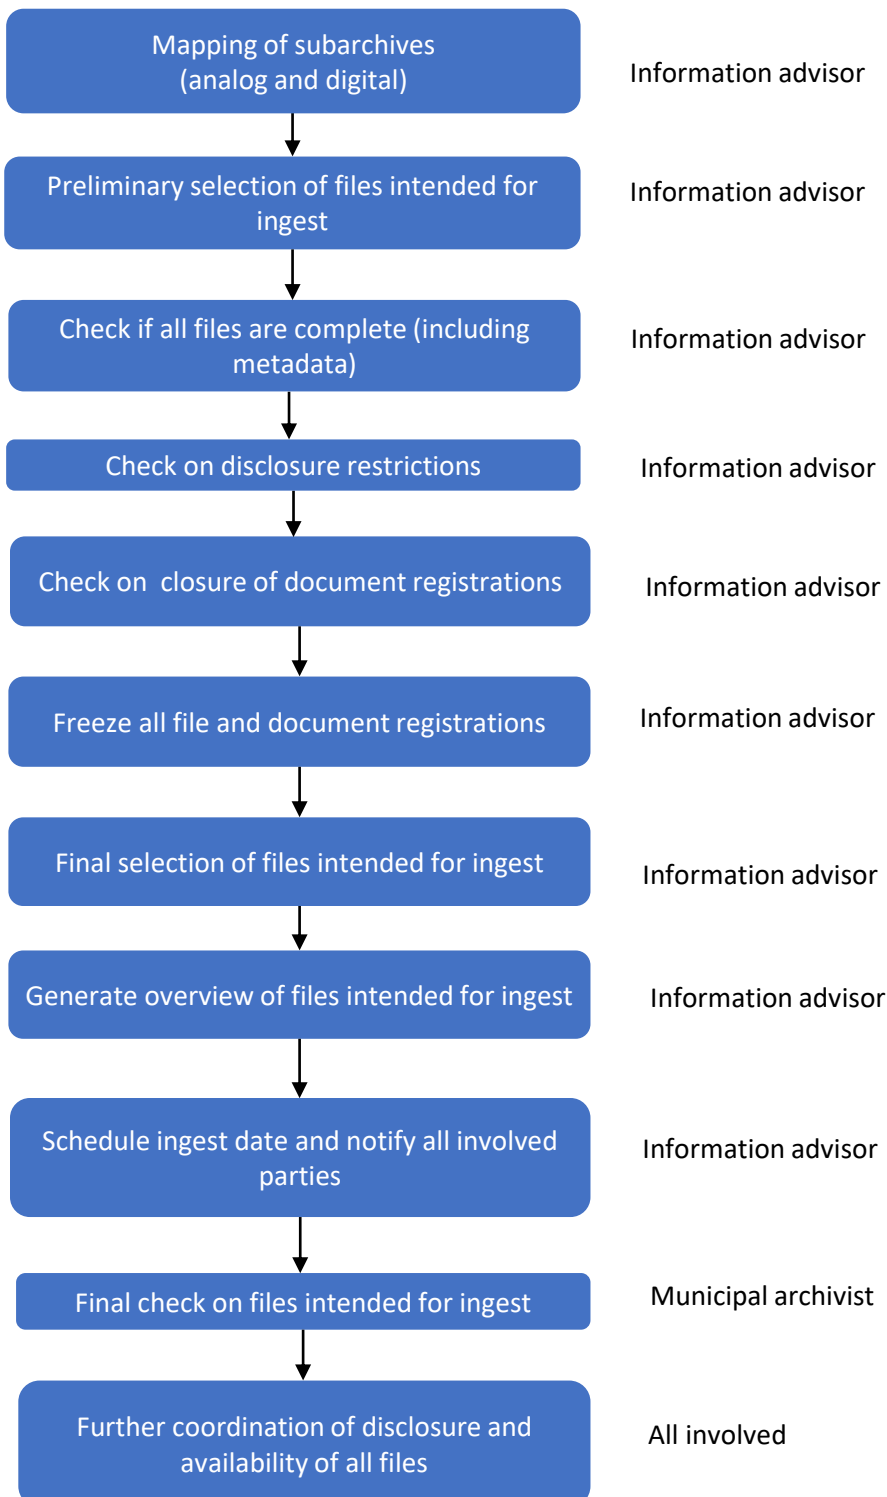 Mapping of subarchives
(analog and digital)
Information advisor
Preliminary selection of files intended for
ingest
Information advisor
Check if all files are complete (including
metadata)
Information advisor
Check on disclosure restrictions
Information advisor
Check on  closure of document registrations
Information advisor
Freeze all file and document registrations
Information advisor
Final selection of files intended for ingest
Information advisor
Generate overview of files intended for ingest
Information advisor
Schedule ingest date and notify all involved
parties
Information advisor
Final check on files intended for ingest
Municipal archivist
Further coordination of disclosure and
availability of all files
All involved